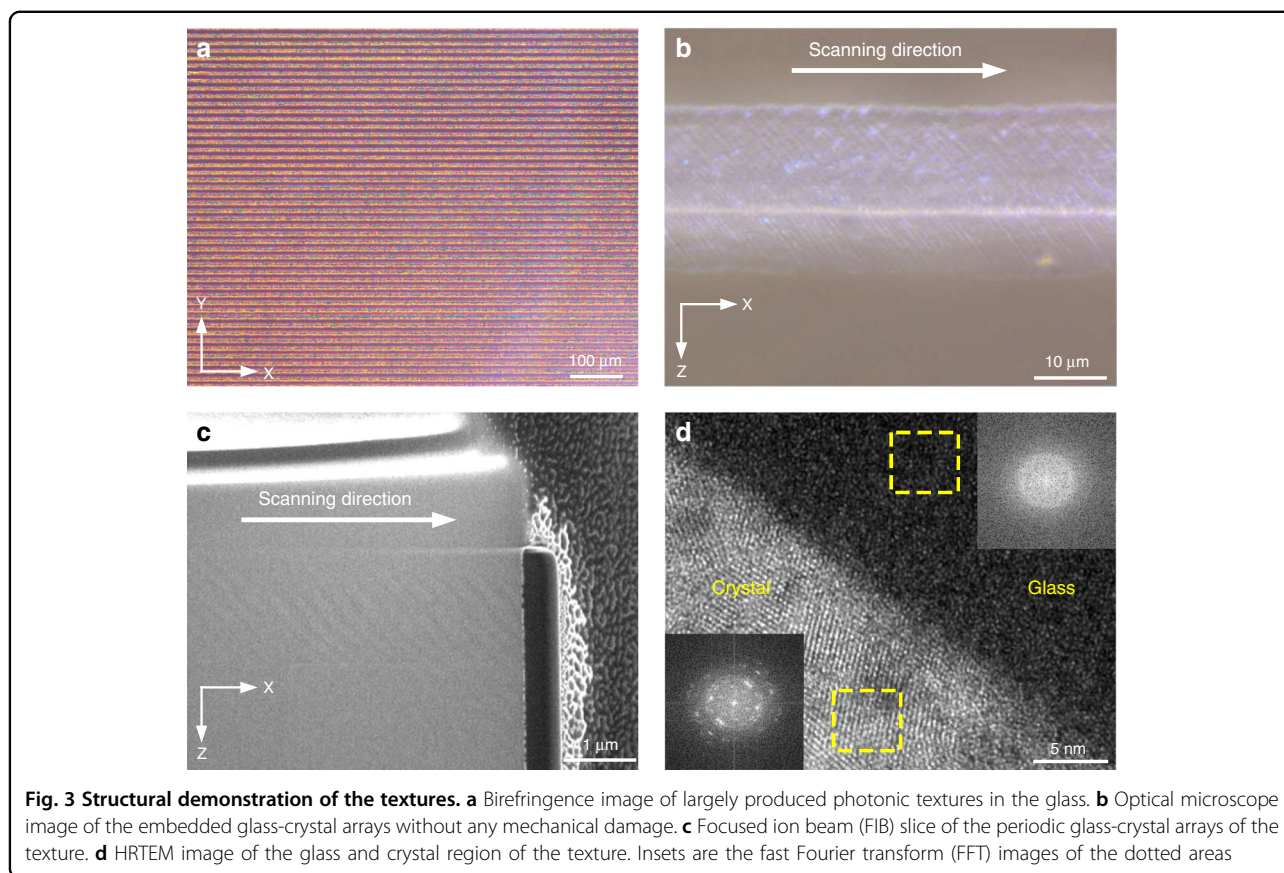 a
b
Scanning direction
Y
X
100 µm
X
Z
10 µm
c
d
Scanning direction
Crystal
Glass
X
Z
1 µm
5 nm
Fig. 3 Structural demonstration of the textures. a Birefringence image of largely produced photonic textures in the glass. b Optical microscope
image of the embedded glass-crystal arrays without any mechanical damage. c Focused ion beam (FIB) slice of the periodic glass-crystal arrays of the
texture. d HRTEM image of the glass and crystal region of the texture. Insets are the fast Fourier transform (FFT) images of the dotted areas